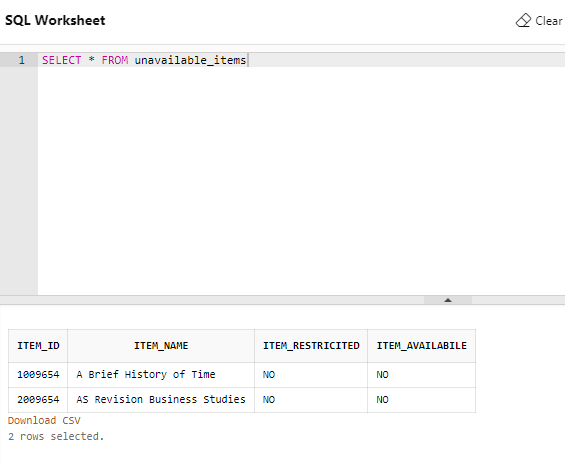 SQL Worksheet
Clear
1 SELECT * FROM unavailable_items
ITEM_ID ITEM_NAME ITEM_RESTRICITED ITEM_AVAILABILE
1009654 A Brief History of Time NO NO
2009654 AS Revision Business Studies NO NO
Download CSV
2 rows selected.